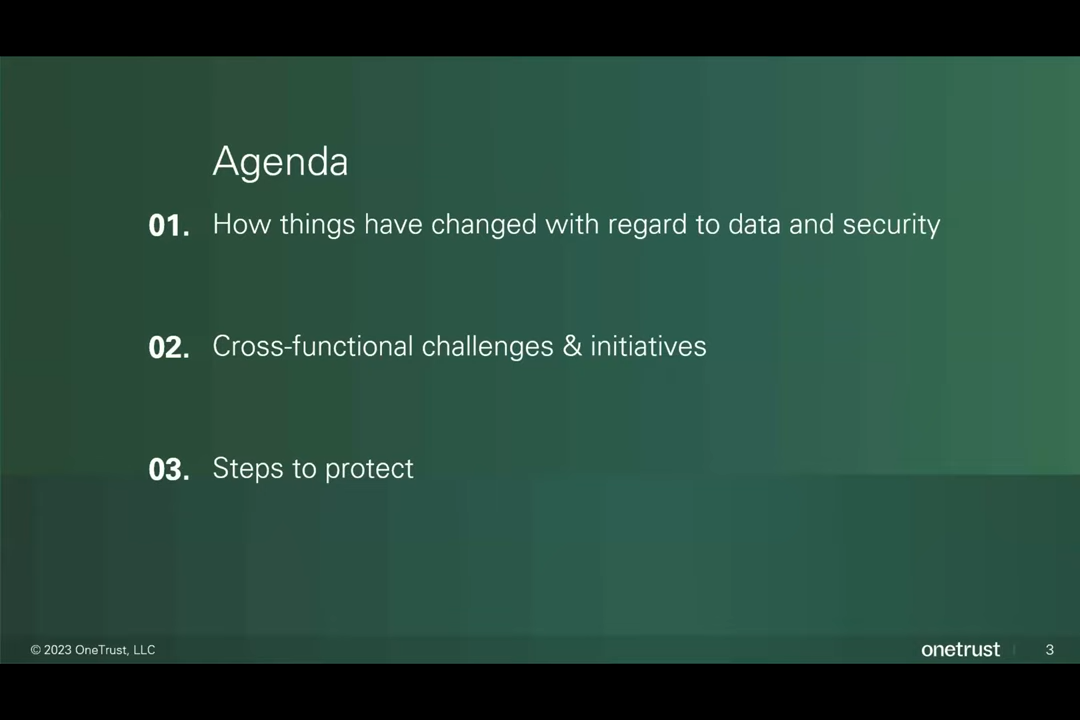 Agenda
01. How things have changed with regard to data and security
02. Cross-functional challenges & initiatives
03. Steps to protect
© 2023 OneTrust, LLC
onetrust | 3